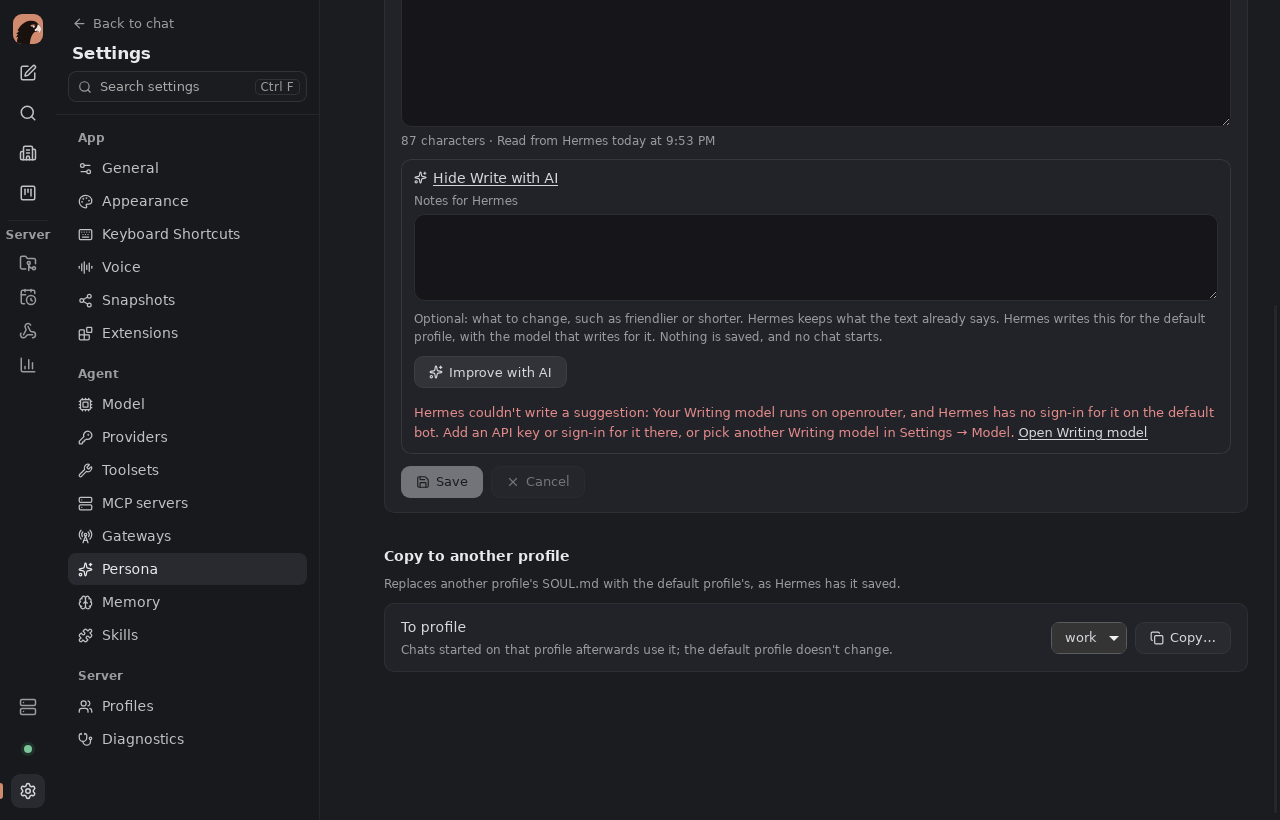 Back to chat
Settings
Search settings
Ctrl F
App
General
Appearance
Keyboard Shortcuts
Voice
Snapshots
Extensions
Agent
Model
Providers
Toolsets
MCP servers
Gateways
Persona
Memory
Skills
Server
Profiles
Diagnostics
Server
87 characters · Read from Hermes today at 9:53 PM
Hide Write with AI
Notes for Hermes
Optional: what to change, such as friendlier or shorter. Hermes keeps what the text already says. Hermes writes this for the default
profile, with the model that writes for it. Nothing is saved, and no chat starts.
Improve with AI
Hermes couldn't write a suggestion: Your Writing model runs on openrouter, and Hermes has no sign-in for it on the default
bot. Add an API key or sign-in for it there, or pick another Writing model in Settings → Model. Open Writing model
Save
Cancel
Copy to another profile
Replaces another profile's SOUL.md with the default profile's, as Hermes has it saved.
To profile
Chats started on that profile afterwards use it; the default profile doesn't change.
work
Copy...